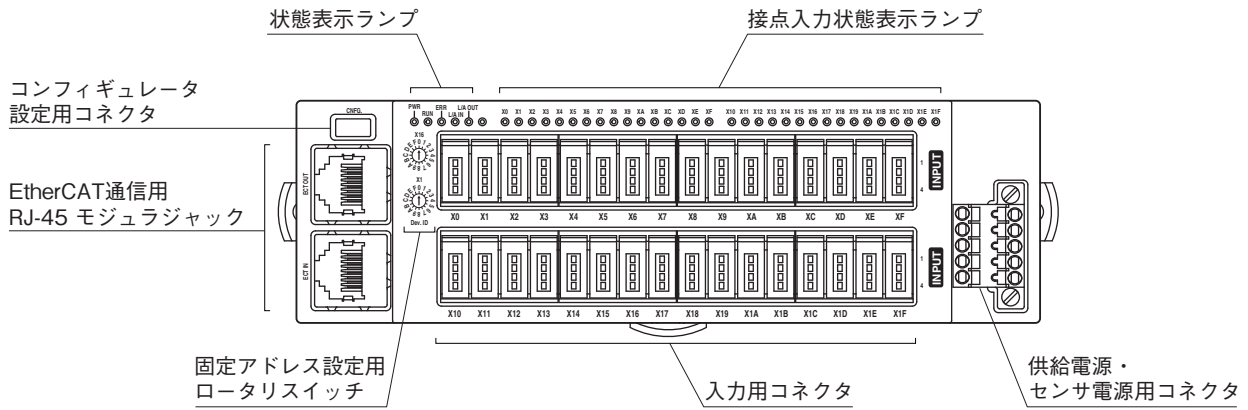 状態表示ランプ
接点入力状態表示ランプ
コンフィギュレータ
設定用コネクタ
CNFG.
PWR
RUN
ERR
L/A IN
L/A OUT
X0 X1 X2 X3 X4 X5 X6 X7 X8 X9 XA XB XC XD XE XF X10 X11 X12 X13 X14 X15 X16 X17 X18 X19 X1A X1B X1C X1D X1E X1F
X16
X1
Dev. ID
EtherCAT通信用
RJ-45 モジュラジャック
ECT OUT
ECT IN
1
4
INPUT
X0 X1 X2 X3 X4 X5 X6 X7 X8 X9 XA XB XC XD XE XF
1
4
INPUT
X10 X11 X12 X13 X14 X15 X16 X17 X18 X19 X1A X1B X1C X1D X1E X1F
固定アドレス設定用
ロータリスイッチ
入力用コネクタ
供給電源・
センサ電源用コネクタ